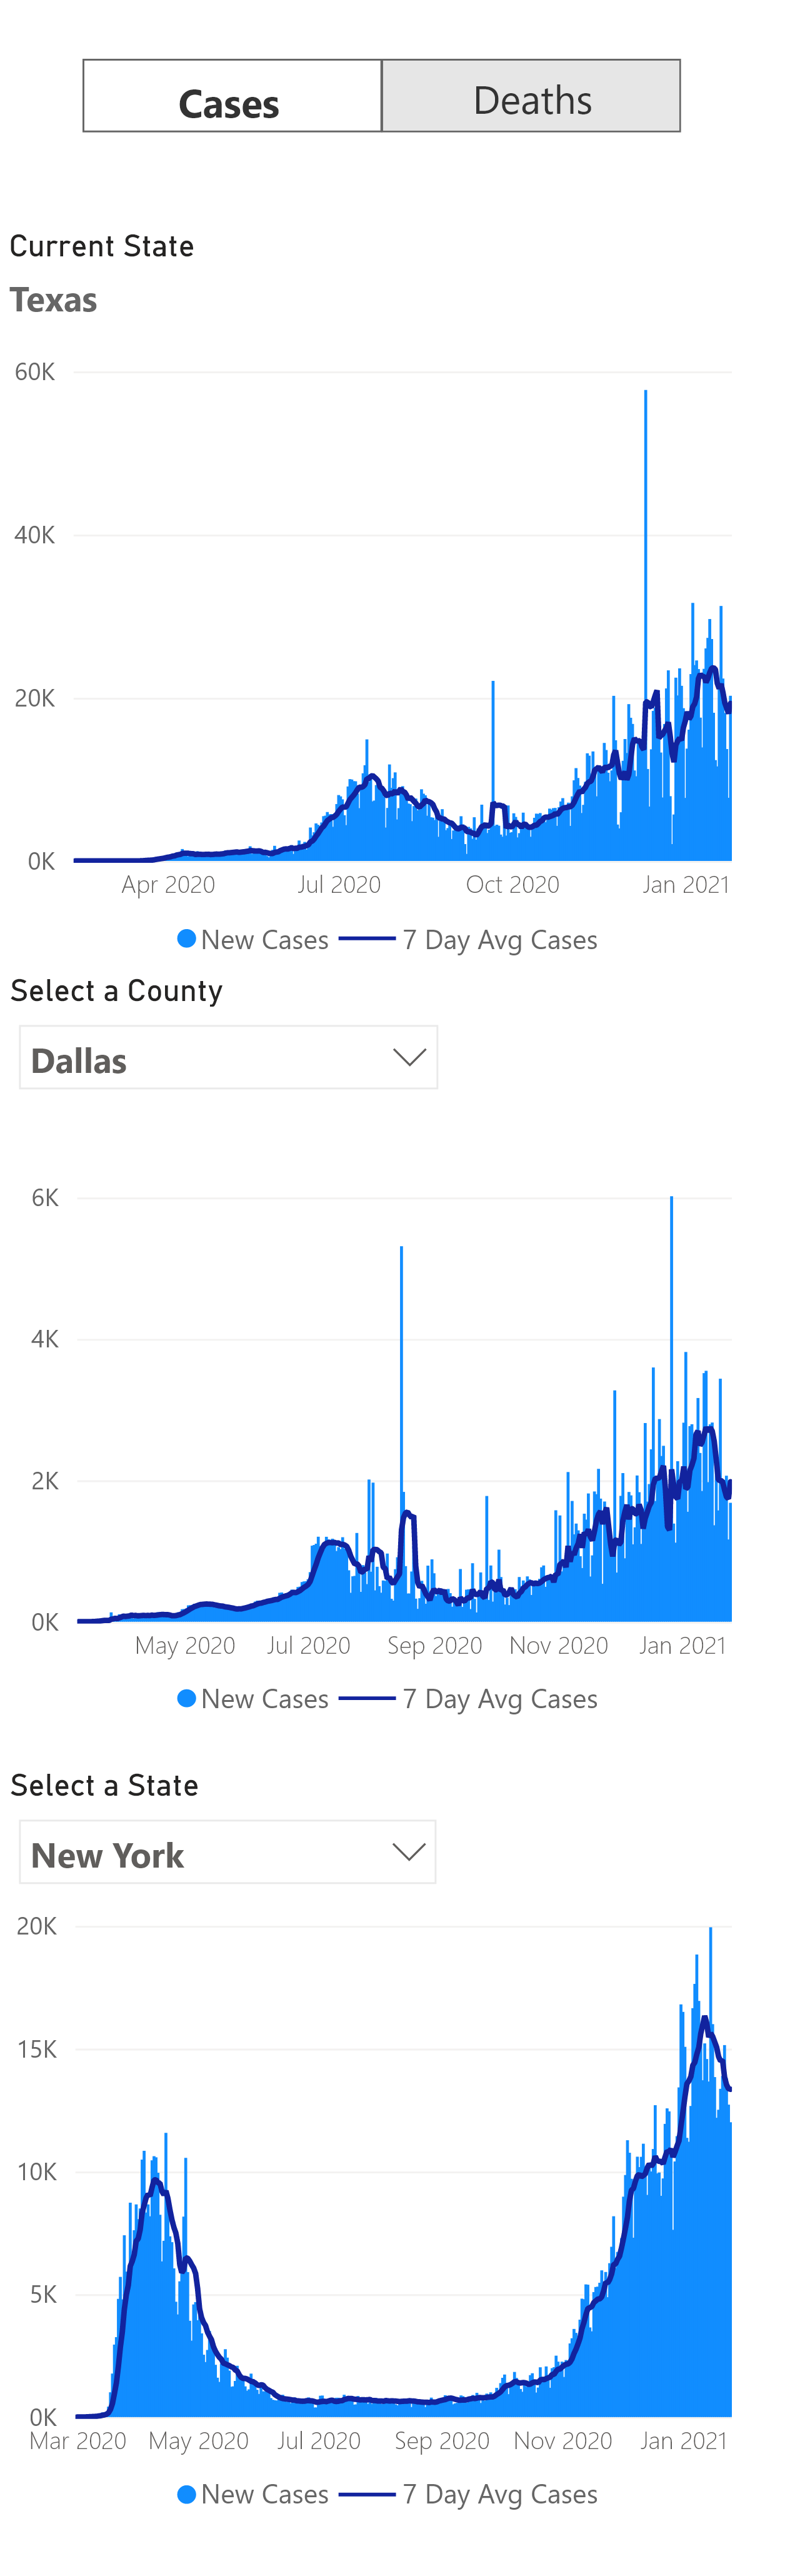 Cases Deaths
Current State
Texas
60K
40K
20K
0K
Apr 2020 Jul 2020 Oct 2020 Jan 2021
New Cases 7 Day Avg Cases
Select a County
Dallas
6K
4K
2K
0K
May 2020 Jul 2020 Sep 2020 Nov 2020 Jan 2021
New Cases 7 Day Avg Cases
Select a State
New York
20K
15K
10K
5K
0K
Mar 2020 May 2020 Jul 2020 Sep 2020 Nov 2020 Jan 2021
New Cases 7 Day Avg Cases